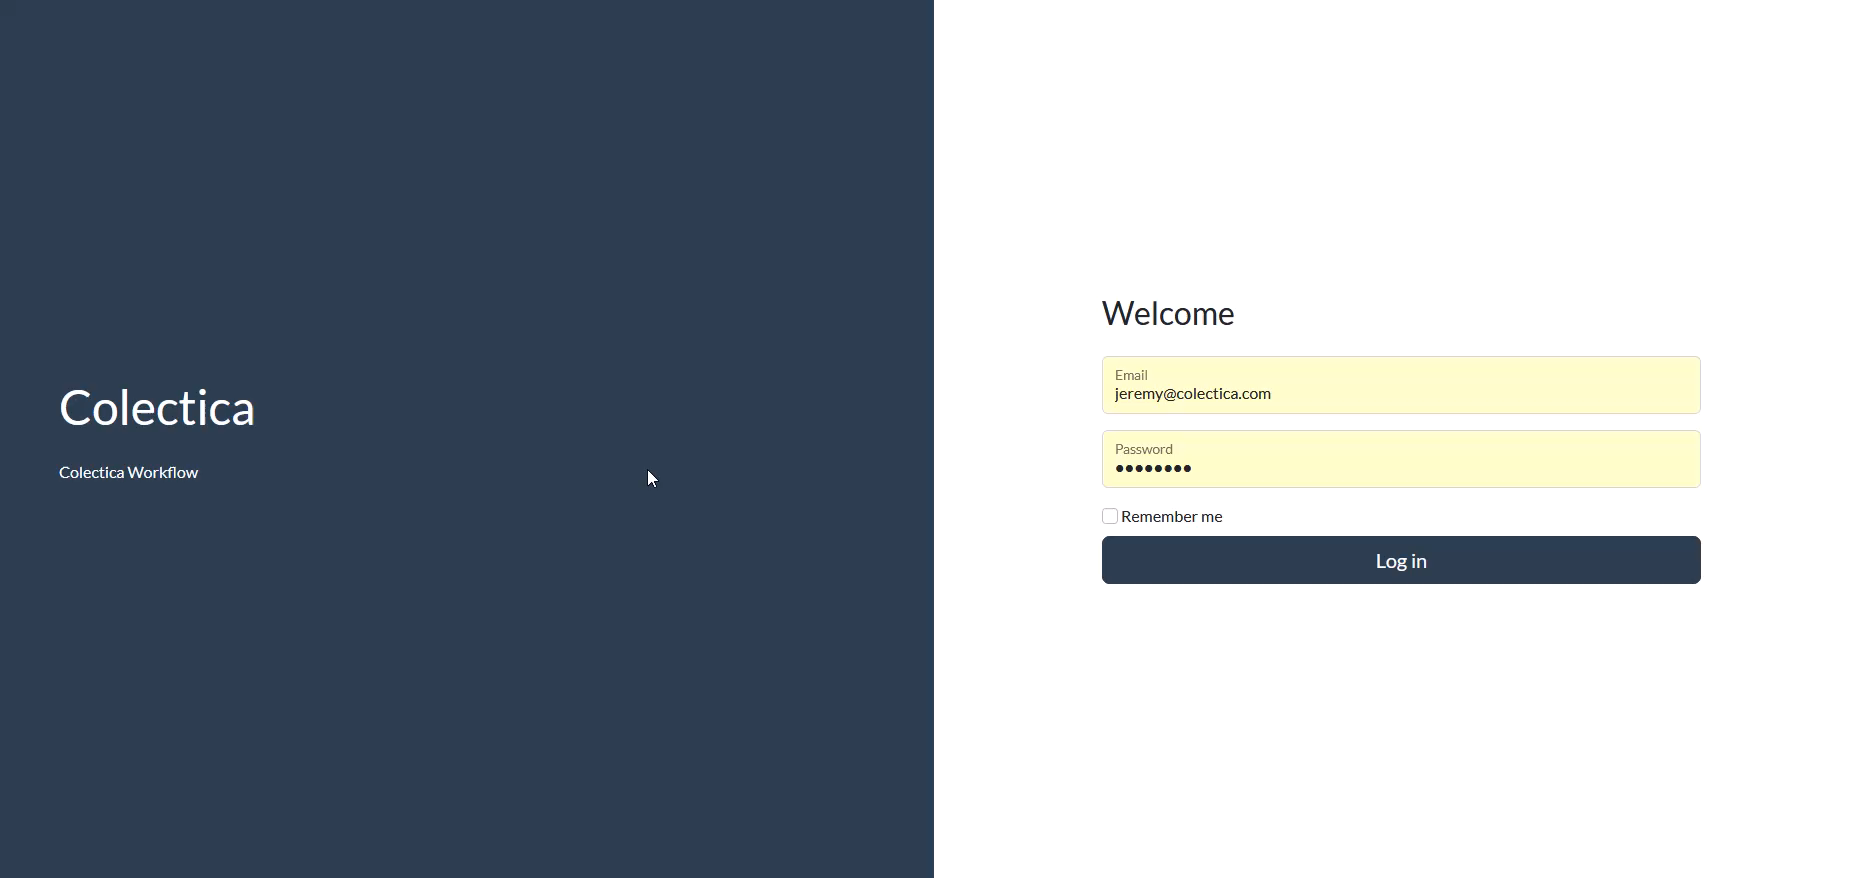 Colectica
Colectica Workflow
Welcome
Email
jeremy@colectica.com
Password
••••••••
Remember me
Log in